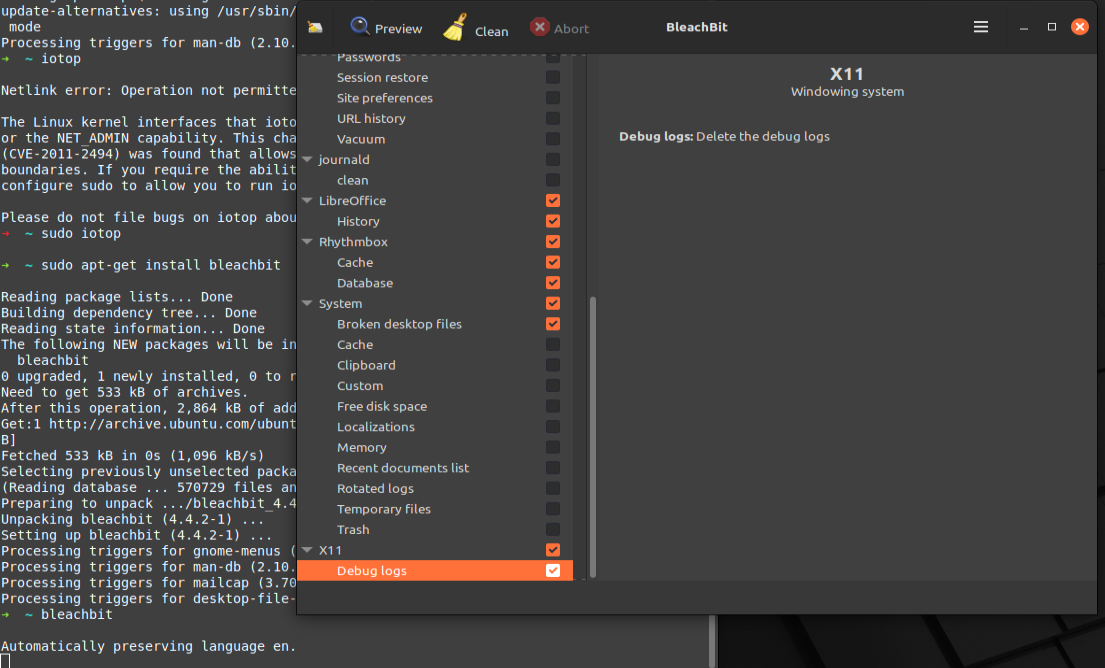 update-alternatives: using /usr/sbin/
mode
Processing triggers for man-db (2.10.
→ ~ iotop
Netlink error: Operation not permitte
The Linux kernel interfaces that ioto
or the NET_ADMIN capability. This cha
(CVE-2011-2494) was found that allows
boundaries. If you require the abilit
configure sudo to allow you to run io
Please do not file bugs on iotop abou
→ ~ sudo iotop
→ ~ sudo apt-get install bleachbit
Reading package lists... Done
Building dependency tree... Done
Reading state information... Done
The following NEW packages will be in
bleachbit
0 upgraded, 1 newly installed, 0 to r
Need to get 533 kB of archives.
After this operation, 2,864 kB of add
Get:1 http://archive.ubuntu.com/ubunt
B]
Fetched 533 kB in 0s (1,096 kB/s)
Selecting previously unselected packa
(Reading database ... 570729 files an
Preparing to unpack .../bleachbit_4.4
Unpacking bleachbit (4.4.2-1) ...
Setting up bleachbit (4.4.2-1) ...
Processing triggers for gnome-menus (
Processing triggers for man-db (2.10.
Processing triggers for mailcap (3.70
Processing triggers for desktop-file-
→ ~ bleachbit
Automatically preserving language en.
Preview
Clean
Abort
BleachBit
Passwords
Session restore
Site preferences
URL history
Vacuum
journald
clean
LibreOffice
History
Rhythmbox
Cache
Database
System
Broken desktop files
Cache
Clipboard
Custom
Free disk space
Localizations
Memory
Recent documents list
Rotated logs
Temporary files
Trash
X11
Debug logs
X11
Windowing system
Debug logs: Delete the debug logs